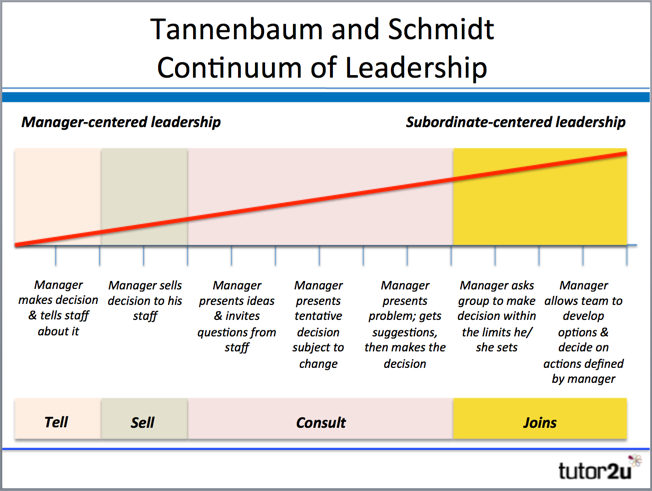 Tannenbaum and Schmidt
Continuum of Leadership
Manager-centered leadership
Subordinate-centered leadership
Manager
makes decision
& tells staff
about it
Manager sells
decision to his
staff
Manager
presents ideas
& invites
questions from
staff
Manager
presents
tentative
decision
subject to
change
Manager
presents
problem; gets
suggestions,
then makes the
decision
Manager asks
group to make
decision within
the limits he/
she sets
Manager
allows team to
develop
options &
decide on
actions defined
by manager
Tell
Sell
Consult
Joins
tutor2u